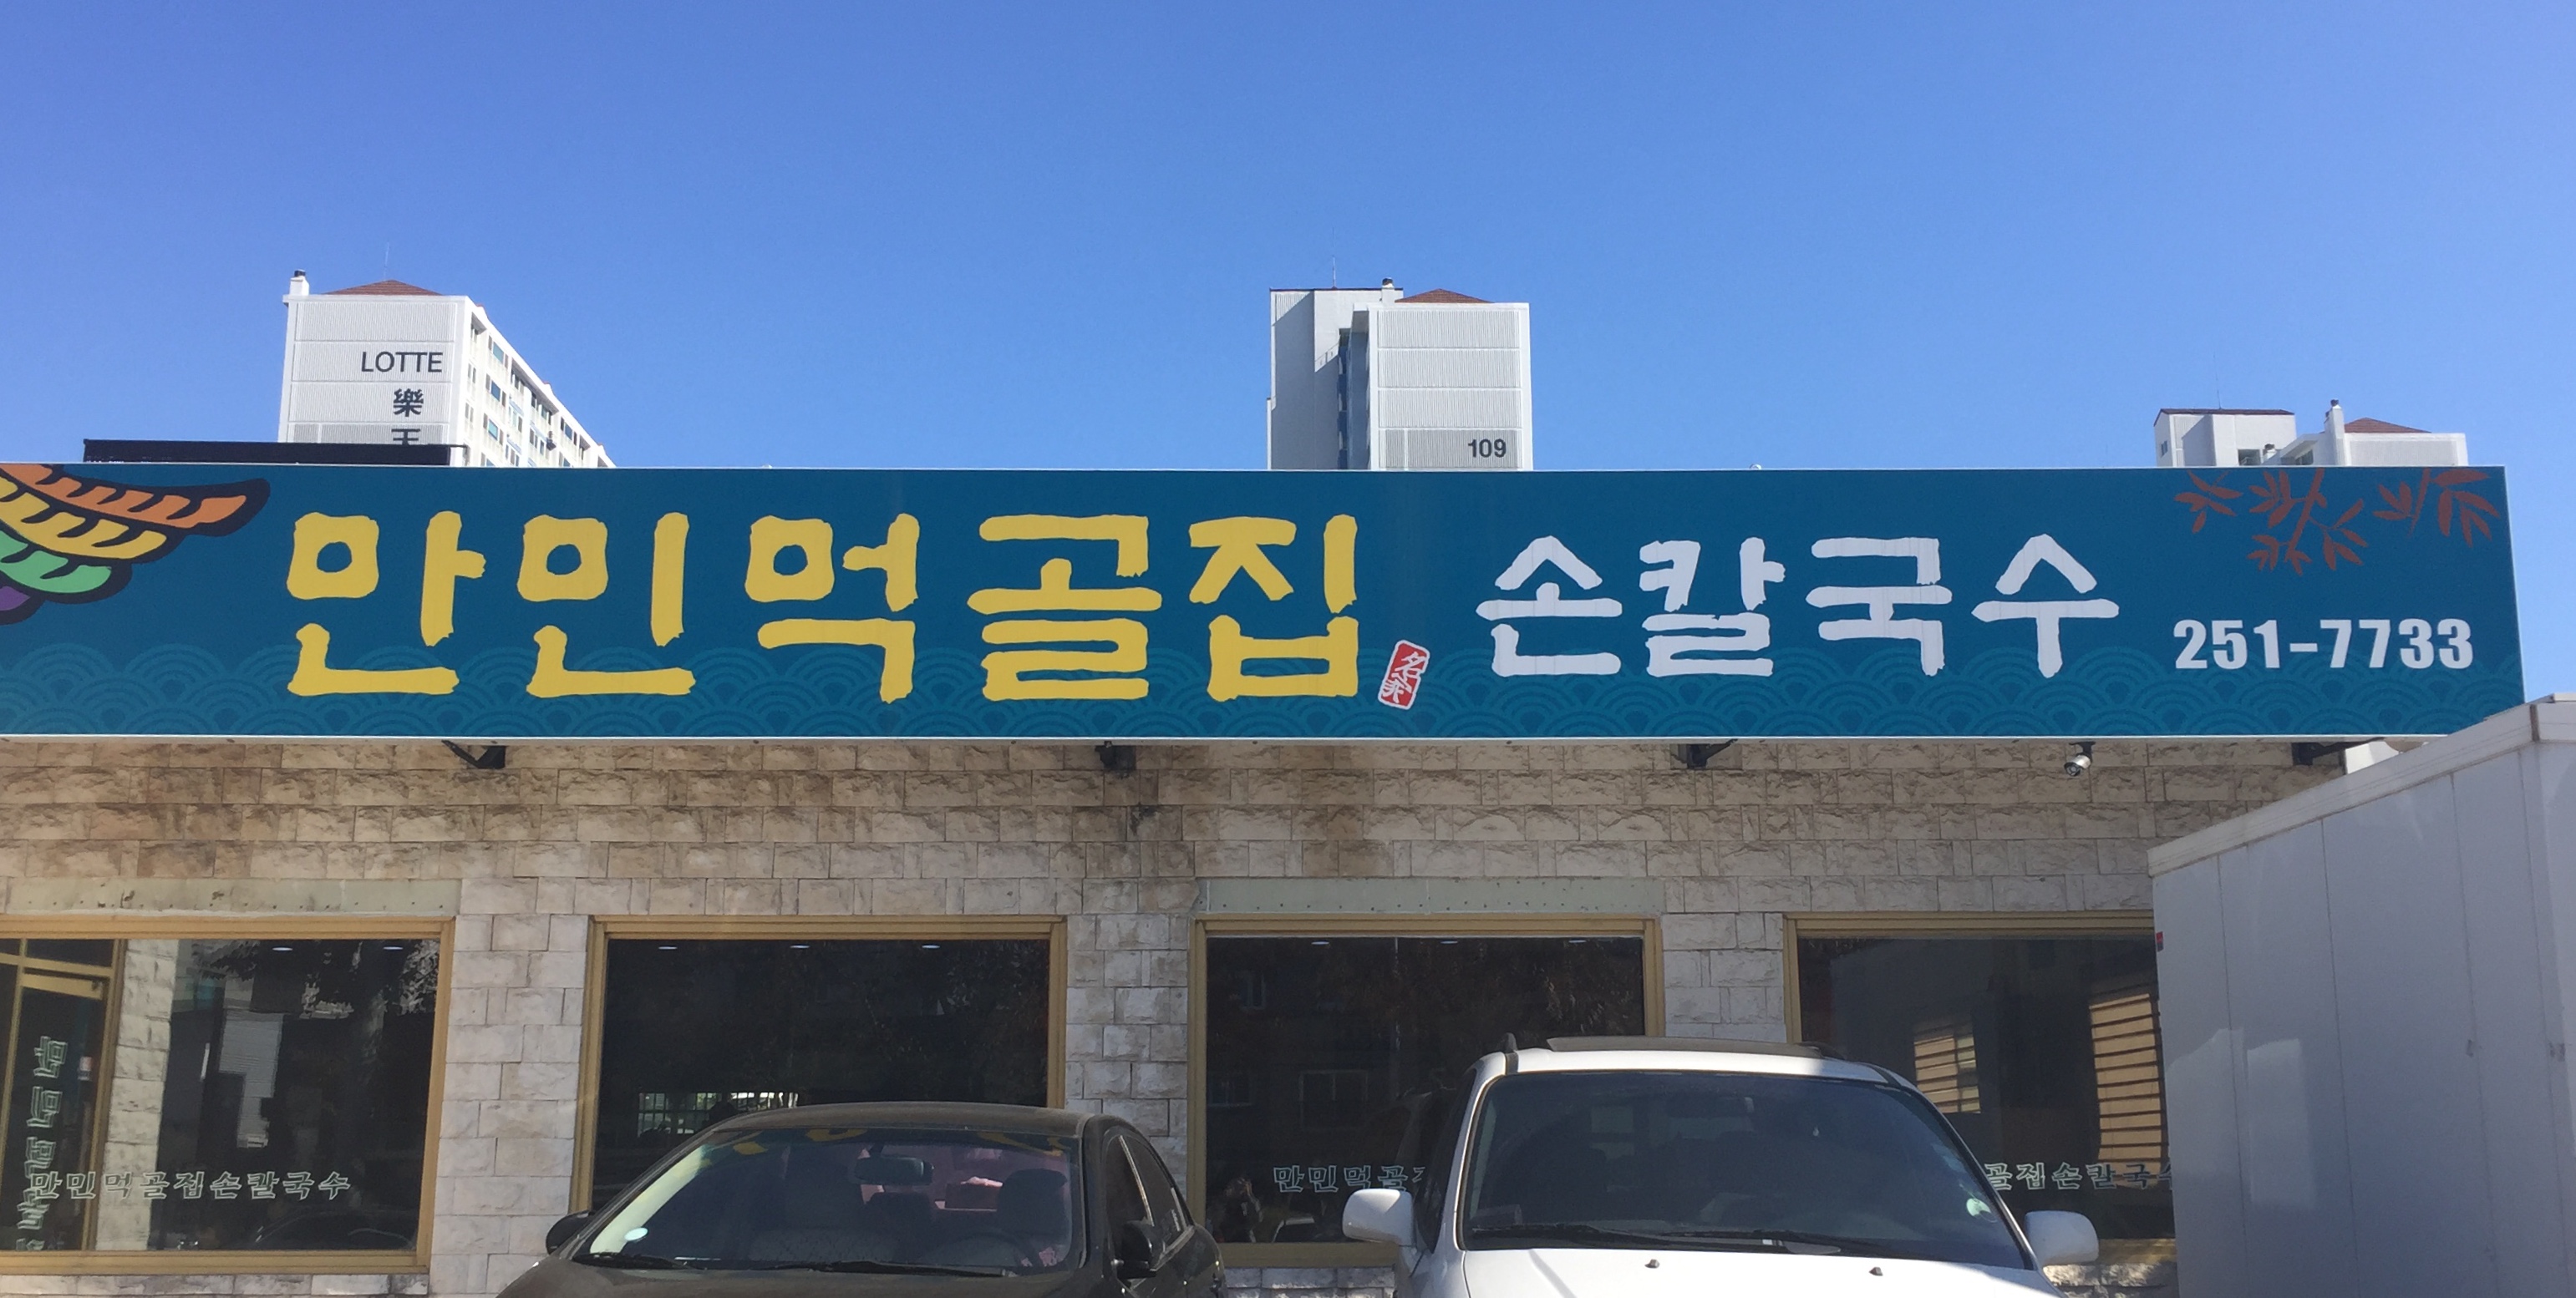 LOTTE
樂
天
109
만민먹골집 名家 손칼국수
251-7733
만민먹골집손칼국수
만민먹골
골집손칼국수